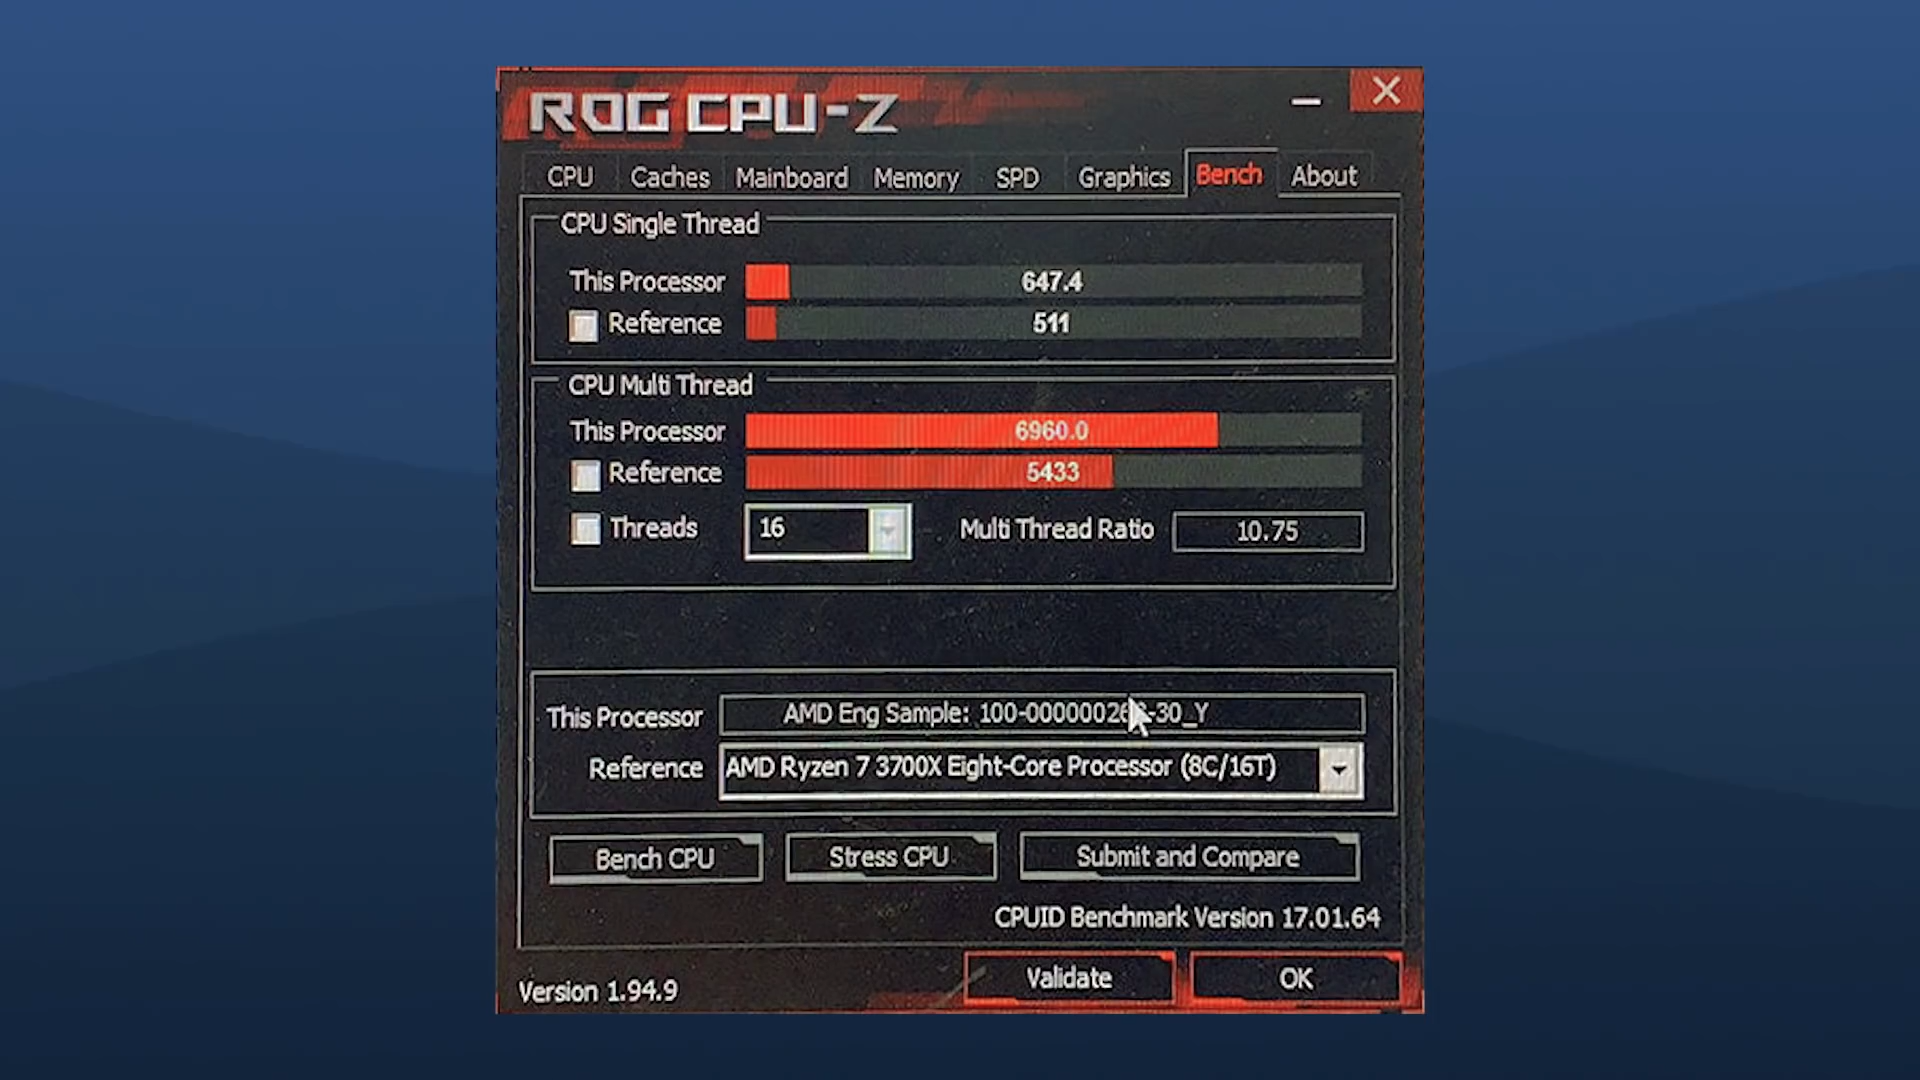 ROG CPU-Z
CPU Caches Mainboard Memory SPD Graphics Bench About
CPU Single Thread
This Processor 647.4
Reference 511
CPU Multi Thread
This Processor 6960.0
Reference 5433
Threads 16 Multi Thread Ratio 10.75
This Processor AMD Eng Sample:
Reference AMD Ryzen 7 3700X Eight-Core Processor (8C/16T)
Bench CPU Stress CPU Submit and Compare
CPUID Benchmark Version 17.01.64
Version 1.94.9 Validate OK